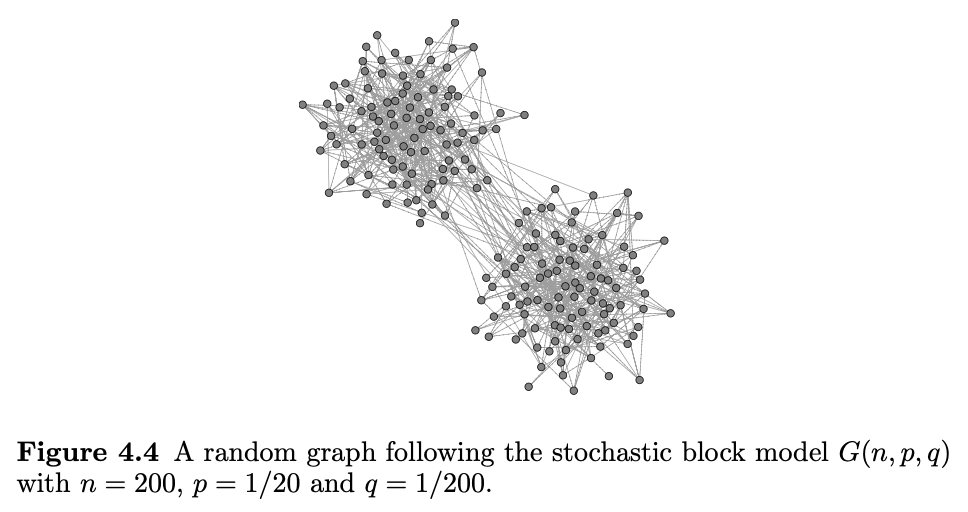 Figure 4.4 A random graph following the stochastic block model G(n, p, q)
with n = 200, p = 1/20 and q = 1/200.